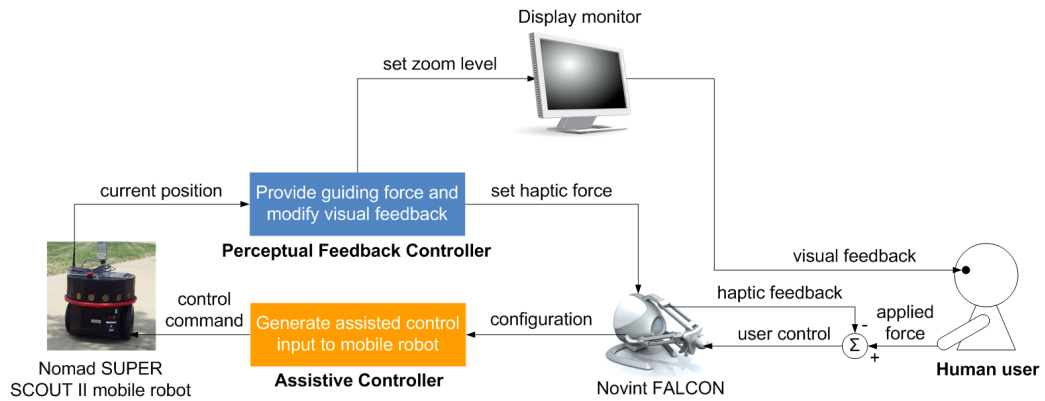 Display monitor
set zoom level
current position
Provide guiding force and
modify visual feedback
set haptic force
Perceptual Feedback Controller
visual feedback
haptic feedback
control
command
Generate assisted control
input to mobile robot
configuration
user control
-
Σ
+
applied
force
Nomad SUPER
SCOUT II mobile robot
Assistive Controller
Novint FALCON
Human user